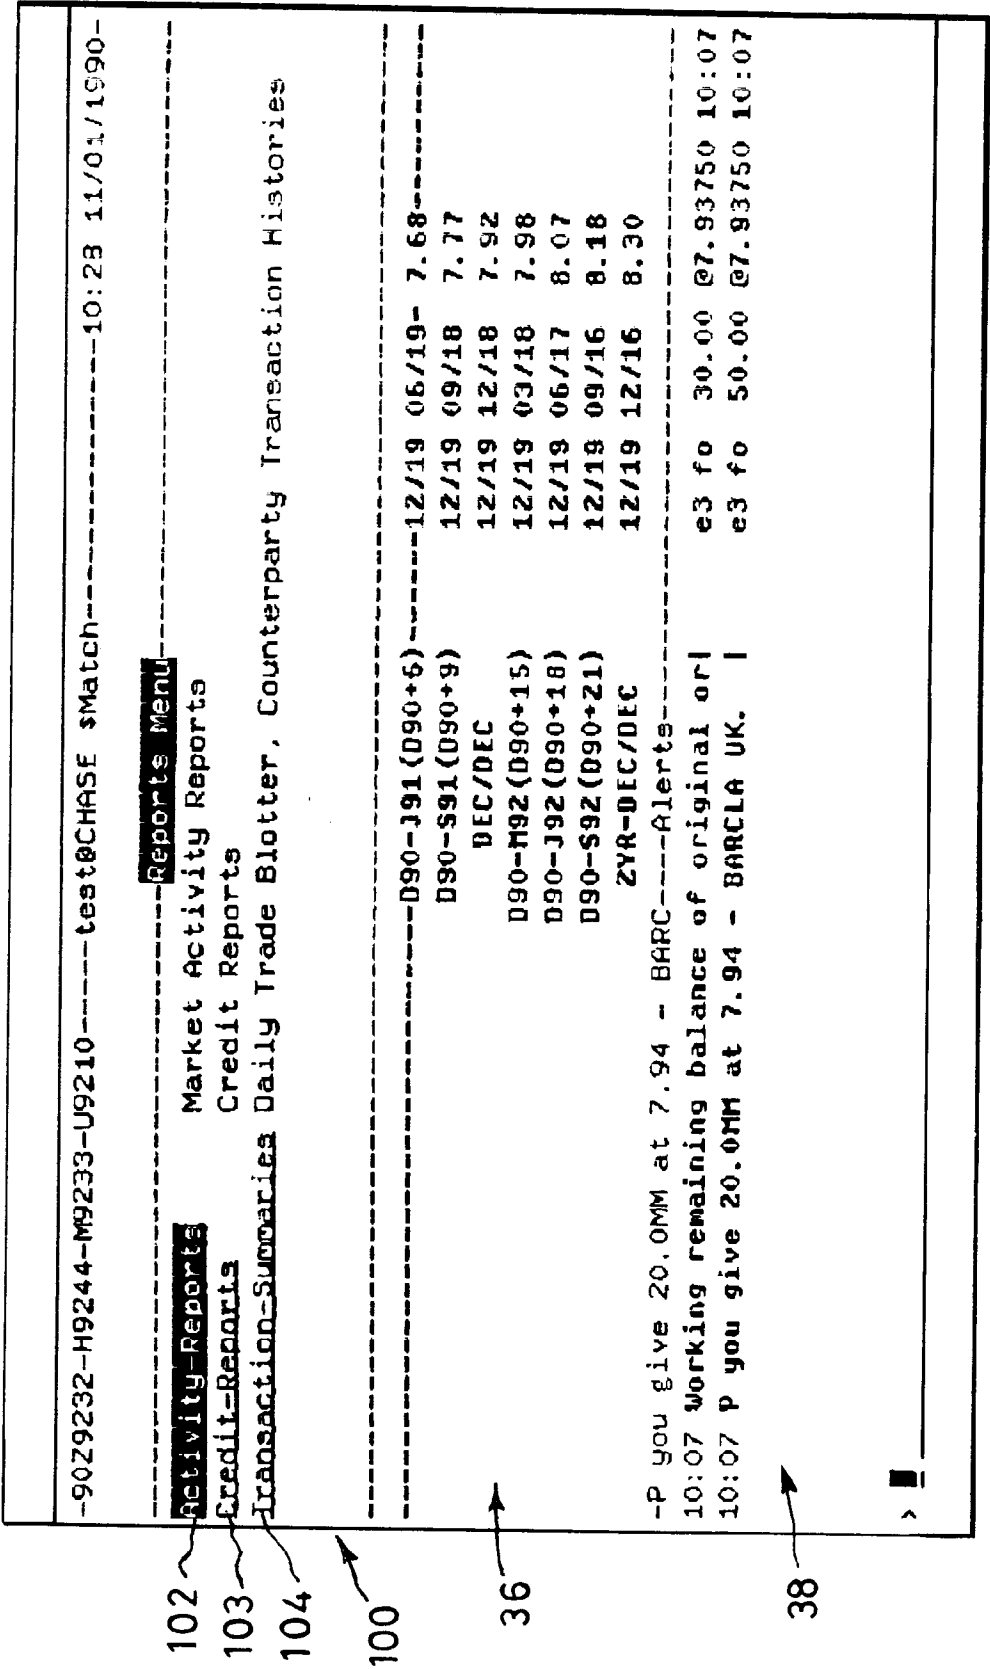 -90Z9232-H9244-M9233-U9210-----test@CHASE $Match---------------10:23 11/01/1990-
-----------------------------------Reports Menu-----------------------------------
Activity-Reports Market Activity Reports
Credit-Reports Credit Reports
Transaction-Summaries Daily Trade Blotter, Counterparty Transaction Histories
--------------------------------------------------------------------------------
---------------------------------D90-J91(D90+6)-------12/19 06/19- 7.68----------
D90-S91(D90+9) 12/19 09/18 7.77
DEC/DEC 12/19 12/18 7.92
D90-M92(D90+15) 12/19 03/18 7.98
D90-J92(D90+18) 12/19 06/17 8.07
D90-S92(D90+21) 12/19 09/16 8.18
2YR-DEC/DEC 12/19 12/16 8.30
-P you give 20.0MM at 7.94 - BARC----Alerts--------------------------------------
10:07 Working remaining balance of original or| e3 fo 30.00 @7.93750 10:07
10:07 P you give 20.0MM at 7.94 - BARCLA UK. | e3 fo 50.00 @7.93750 10:07
>
102
103
104
100
36
38